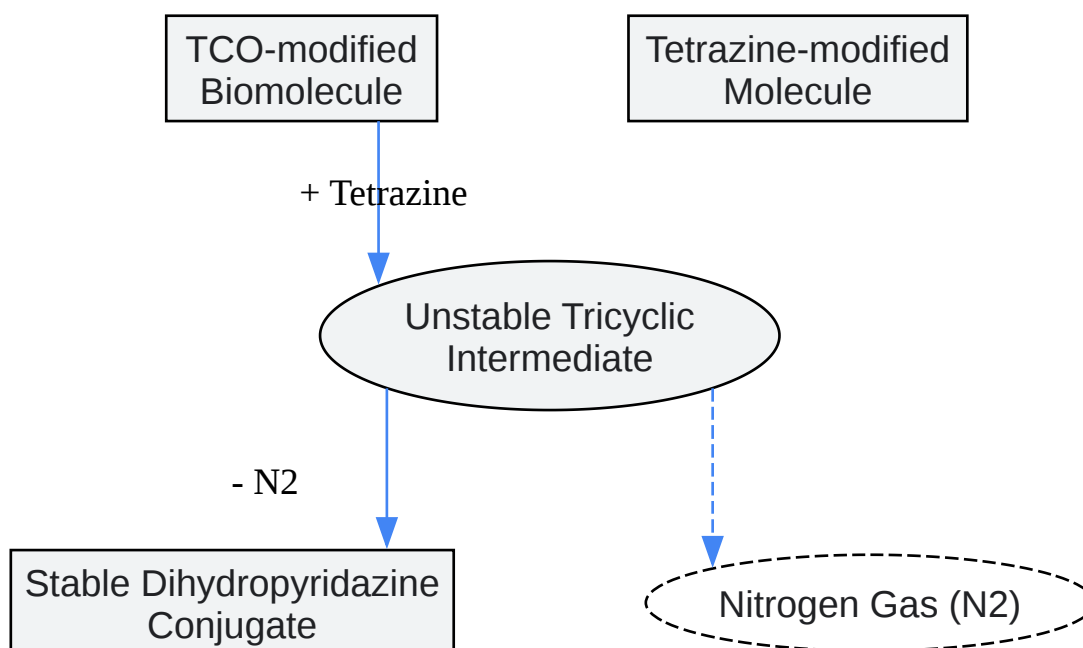 TCO-modified
Biomolecule
Tetrazine-modified
Molecule
+ Tetrazine
Unstable Tricyclic
Intermediate
- N2
Stable Dihydropyridazine
Conjugate
Nitrogen Gas (N2)